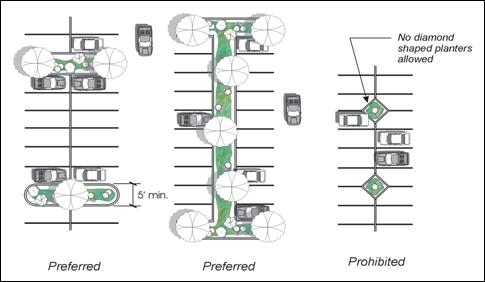 No diamond
shaped planters
allowed
5' min.
Preferred
Preferred
Prohibited